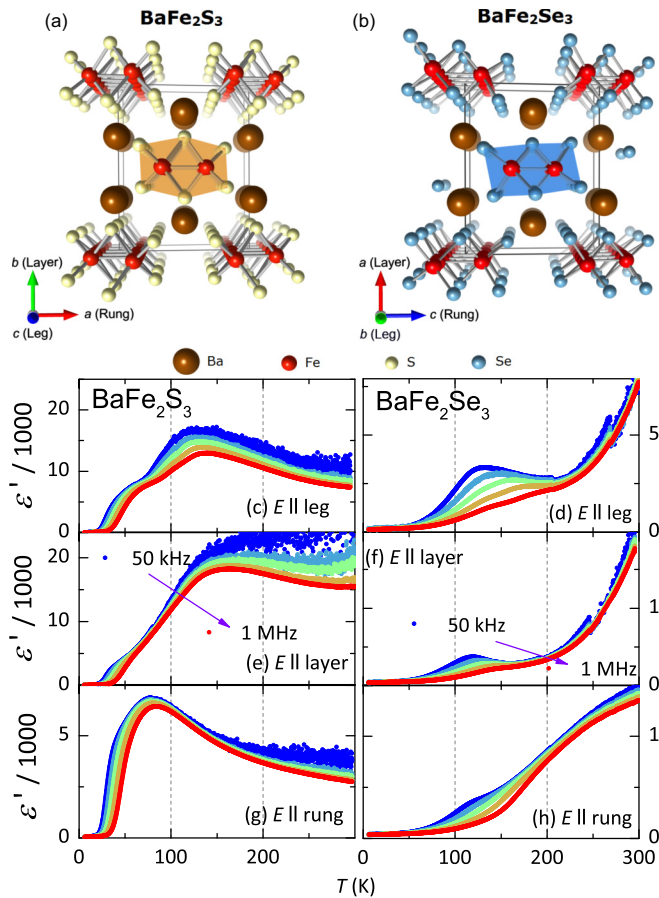 (a) BaFe₂S₃
(b) BaFe₂Se₃
b (Layer)
a (Rung)
c (Leg)
a (Layer)
c (Rung)
b (Leg)
Ba Fe S Se
BaFe₂S₃
20
10
0
ε' / 1000
(c) E ll leg
BaFe₂Se₃
5
0
(d) E ll leg
20
10
0
ε' / 1000
50 kHz
1 MHz
(e) E ll layer
(f) E ll layer
50 kHz
1 MHz
1
0
5
0
ε' / 1000
(g) E ll rung
1
0
(h) E ll rung
0 100 200
0 100 200 300
T (K)